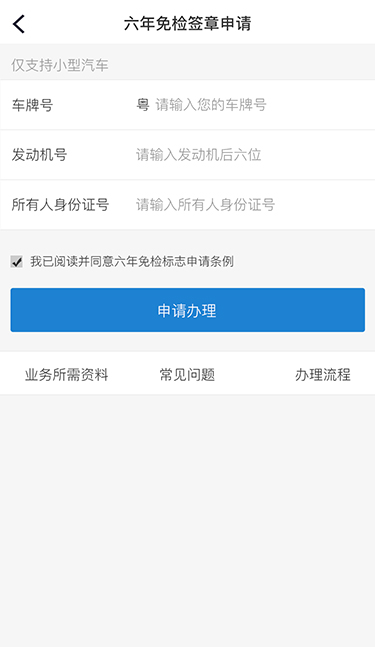 六年免检签章申请
仅支持小型汽车
车牌号 粤 请输入您的车牌号
发动机号 请输入发动机后六位
所有人身份证号 请输入所有人身份证号
我已阅读并同意六年免检标志申请条例
申请办理
业务所需资料 常见问题 办理流程